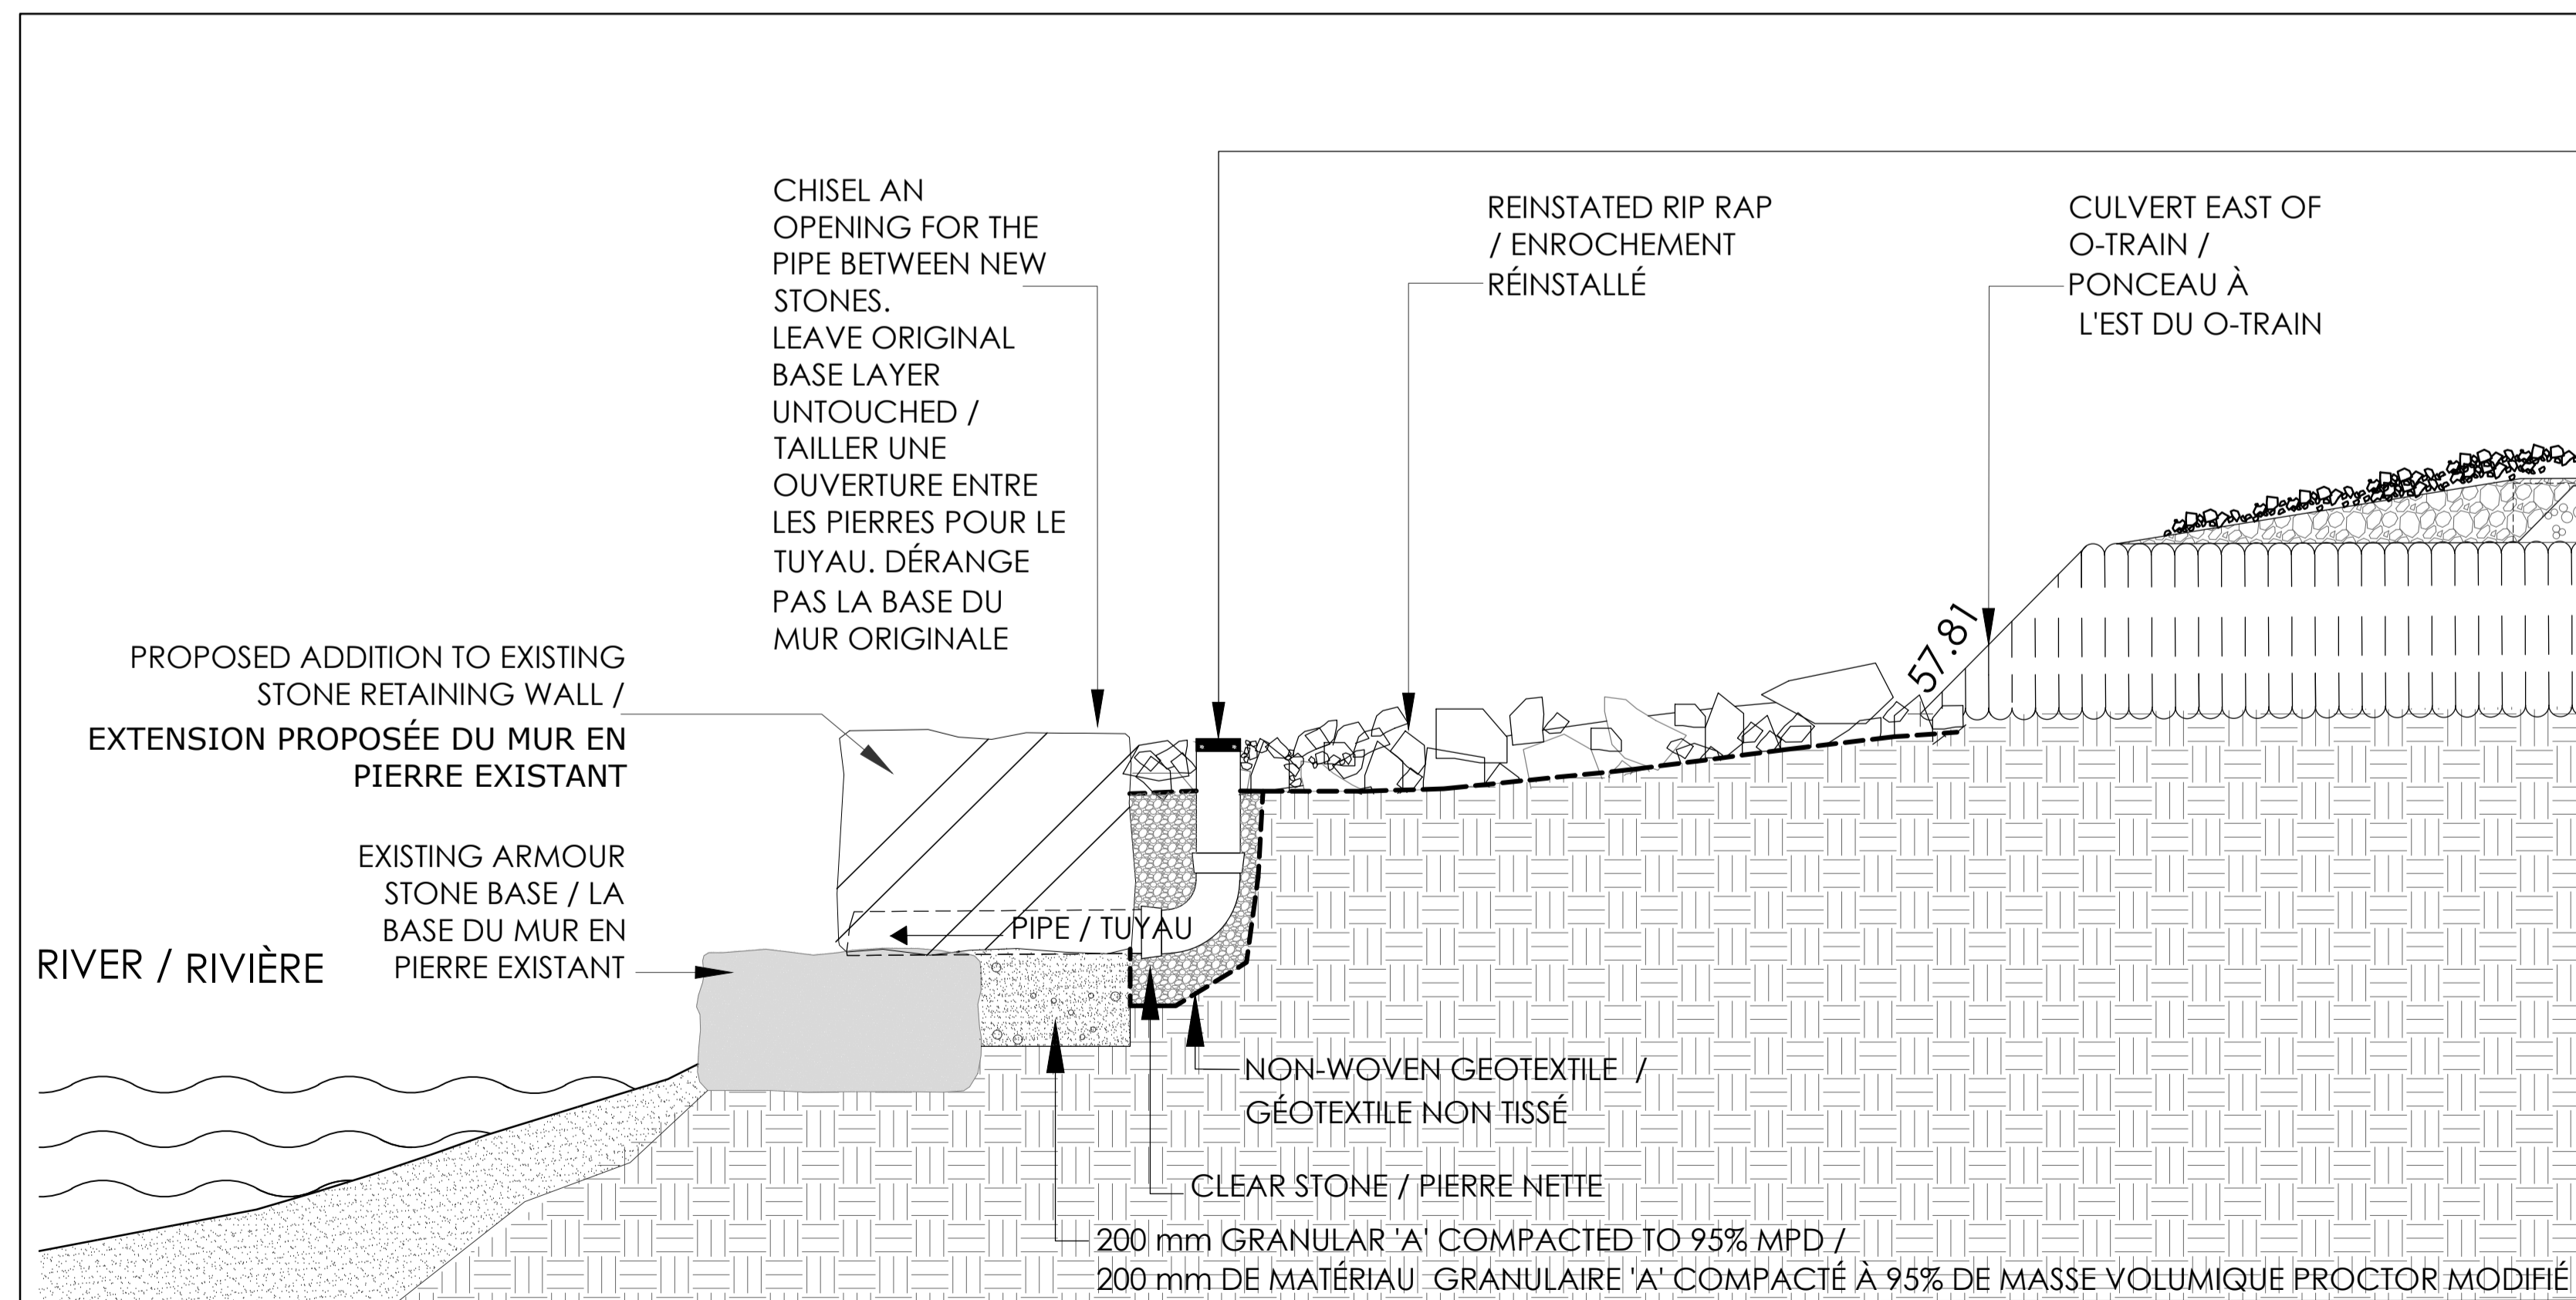 CHISEL AN
OPENING FOR THE
PIPE BETWEEN NEW
STONES.
LEAVE ORIGINAL
BASE LAYER
UNTOUCHED /
TAILLER UNE
OUVERTURE ENTRE
LES PIERRES POUR LE
TUYAU. DÉRANGE
PAS LA BASE DU
MUR ORIGINALE
REINSTATED RIP RAP
/ ENROCHEMENT
RÉINSTALLÉ
CULVERT EAST OF
O-TRAIN /
PONCEAU À
L'EST DU O-TRAIN
57.81
PROPOSED ADDITION TO EXISTING
STONE RETAINING WALL /
EXTENSION PROPOSÉE DU MUR EN
PIERRE EXISTANT
EXISTING ARMOUR
STONE BASE / LA
BASE DU MUR EN
PIERRE EXISTANT
RIVER / RIVIÈRE
PIPE / TUYAU
NON-WOVEN GEOTEXTILE /
GÉOTEXTILE NON TISSÉ
CLEAR STONE / PIERRE NETTE
200 mm GRANULAR 'A' COMPACTED TO 95% MPD /
200 mm DE MATÉRIAU GRANULAIRE 'A' COMPACTÉ À 95% DE MASSE VOLUMIQUE PROCTOR MODIFIÉ